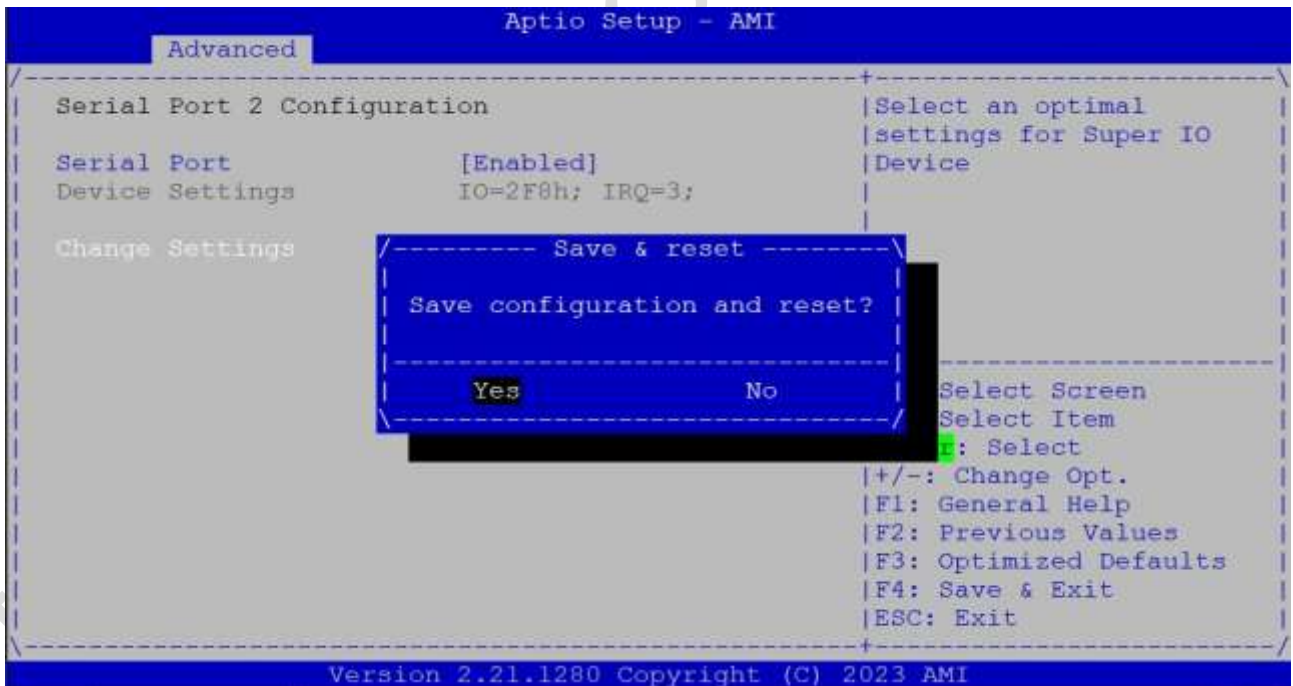 Aptio Setup - AMI
Advanced
Serial Port 2 Configuration
Select an optimal
settings for Super IO
Device
Serial Port [Enabled]
Device Settings IO=2F8h; IRQ=3;
Change Settings
Save & reset
Save configuration and reset?
Yes No
Select Screen
Select Item
r: Select
+/-: Change Opt.
F1: General Help
F2: Previous Values
F3: Optimized Defaults
F4: Save & Exit
ESC: Exit
Version 2.21.1280 Copyright (C) 2023 AMI